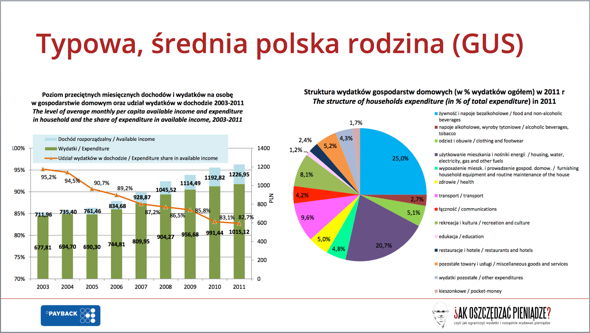 Typowa, średnia polska rodzina (GUS)
Poziom przeciętnych miesięcznych dochodów i wydatków na osobę
w gospodarstwie domowym oraz udział wydatków w dochodzie 2003-2011
The level of average monthly per capita available income and expenditure
in household and the share of expenditure in available income, 2003-2011
Dochód rozporządzalny / Available income
Wydatki / Expenditure
Udział wydatków w dochodzie / Expenditure share in available income
100%
95%
90%
85%
80%
75%
70%
1400
1200
1000
800
600
400
200
0
PLN
95,2%
94,5%
90,7%
89,2%
87,2%
86,5%
85,8%
83,1%
82,7%
711,96
735,40
761,46
834,68
928,87
1045,52
1114,49
1192,82
1226,95
677,81
694,70
690,30
744,81
809,95
904,27
956,68
991,44
1015,12
2003
2004
2005
2006
2007
2008
2009
2010
2011
Struktura wydatków gospodarstw domowych (w % wydatków ogółem) w 2011 r
The structure of households expenditure (in % of total expenditure) in 2011
25,0%
2,7%
5,1%
20,7%
4,8%
5,0%
9,6%
4,2%
8,1%
1,2%
2,4%
5,2%
4,3%
1,7%
żywność i napoje bezalkoholowe / food and non-alcoholic
beverages
napoje alkoholowe, wyroby tytoniowe / alcoholic beverages,
tobacco
odzież i obuwie / clothing and footwear
użytkowanie mieszkania i nośniki energii / housing, water,
electricity, gas and other fuels
wyposażenie mieszk. i prowadzenie gospod. domow. / furnishing
household equipment and routine maintenance of the house
zdrowie / health
transport / transport
łączność / communications
rekreacja i kultura / recreation and culture
edukacja / education
restauracje i hotele / restaurants and hotels
pozostałe towary i usługi / miscellaneous goods and services
wydatki pozostałe / other expenditures
kieszonkowe / pocket-money
PAYBACK
JAK OSZCZĘDZAĆ PIENIĄDZE?
czyli jak ograniczyć wydatki i rozsądnie wydawać pieniądze